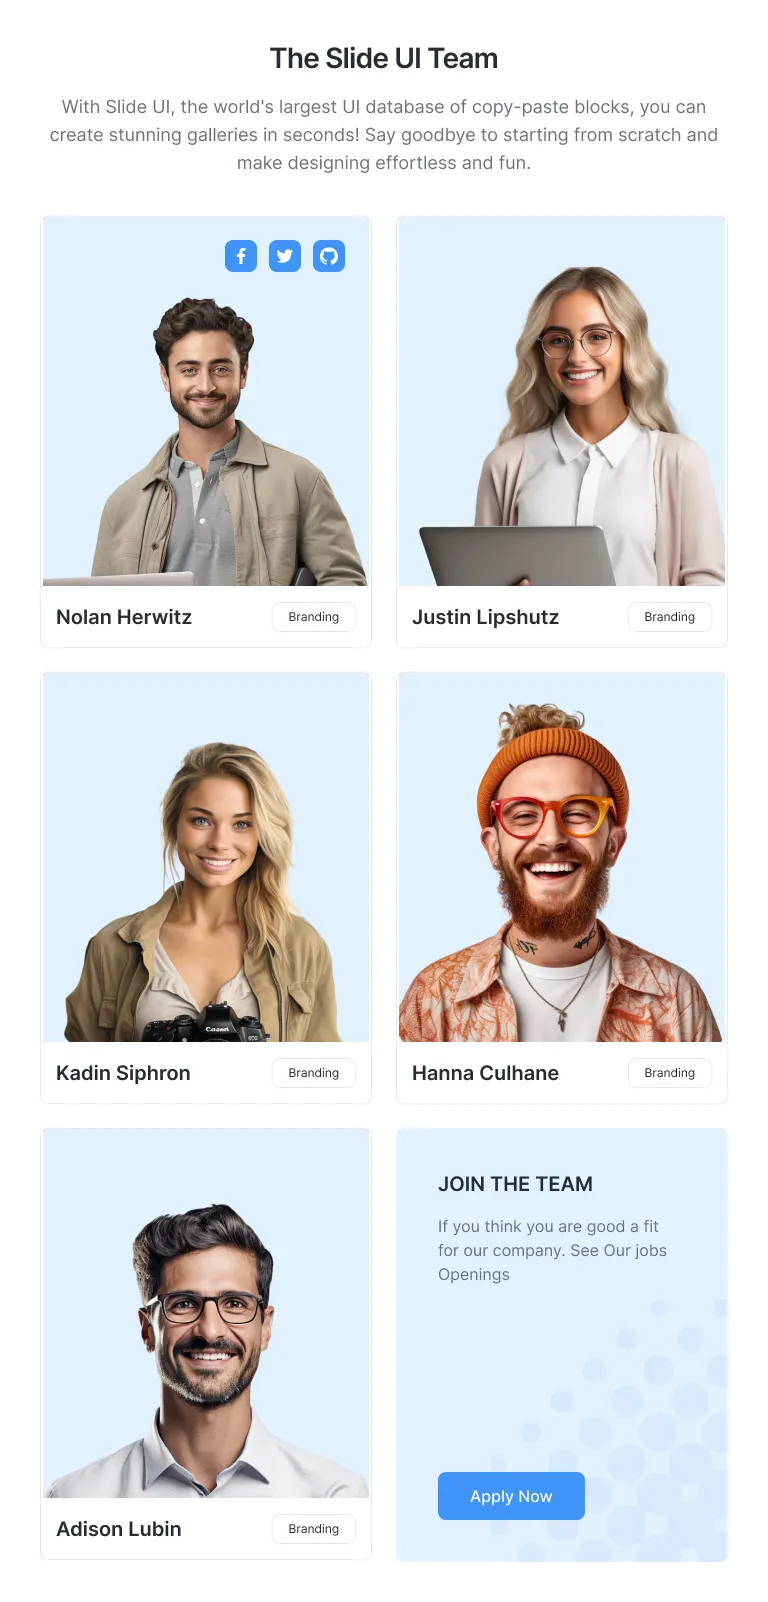 The Slide UI Team
With Slide UI, the world's largest UI database of copy-paste blocks, you can
create stunning galleries in seconds! Say goodbye to starting from scratch and
make designing effortless and fun.
Nolan Herwitz
Branding
Justin Lipshutz
Branding
Canon
EOS
Kadin Siphron
Branding
Hanna Culhane
Branding
JOIN THE TEAM
If you think you are good a fit
for our company. See Our jobs
Openings
Apply Now
Adison Lubin
Branding